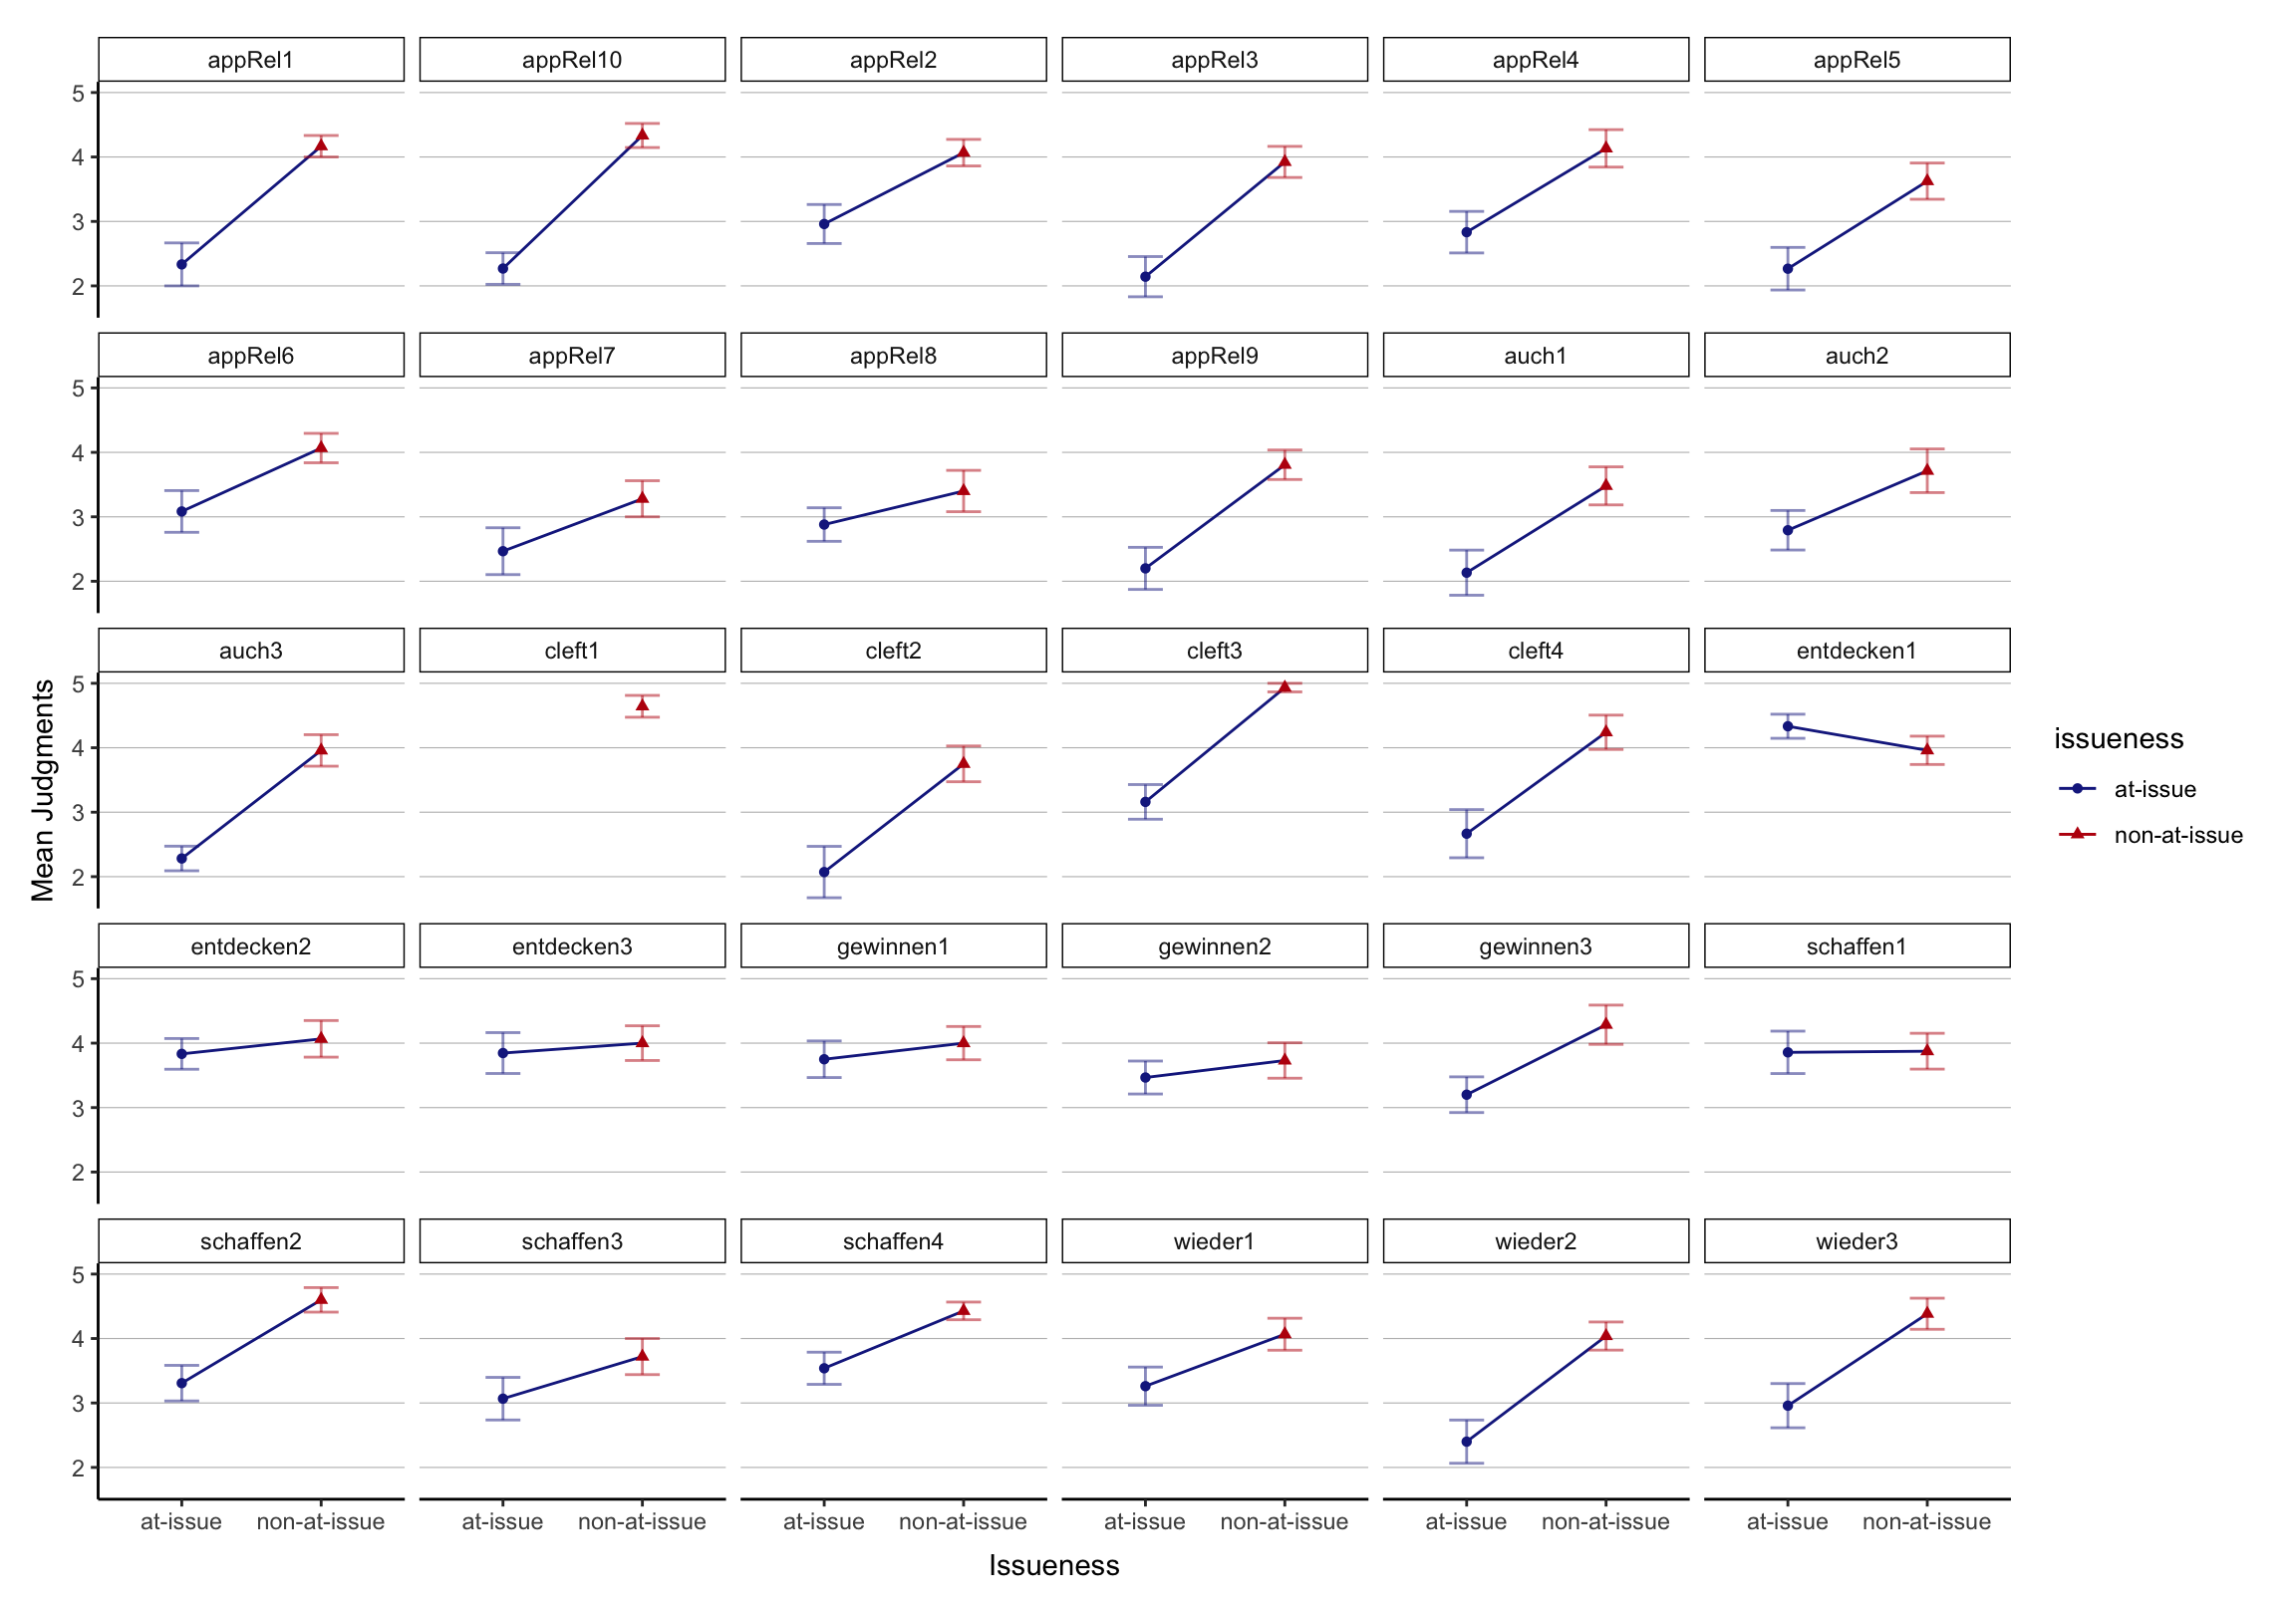 appRel1 appRel10 appRel2 appRel3 appRel4 appRel5
5
4
3
2
appRel6 appRel7 appRel8 appRel9 auch1 auch2
5
4
3
2
auch3 cleft1 cleft2 cleft3 cleft4 entdecken1
5
4
3
2
entdecken2 entdecken3 gewinnen1 gewinnen2 gewinnen3 schaffen1
5
4
3
2
schaffen2 schaffen3 schaffen4 wieder1 wieder2 wieder3
5
4
3
2
at-issue non-at-issue at-issue non-at-issue at-issue non-at-issue at-issue non-at-issue at-issue non-at-issue at-issue non-at-issue
Issueness
Mean Judgments
issueness
at-issue
non-at-issue